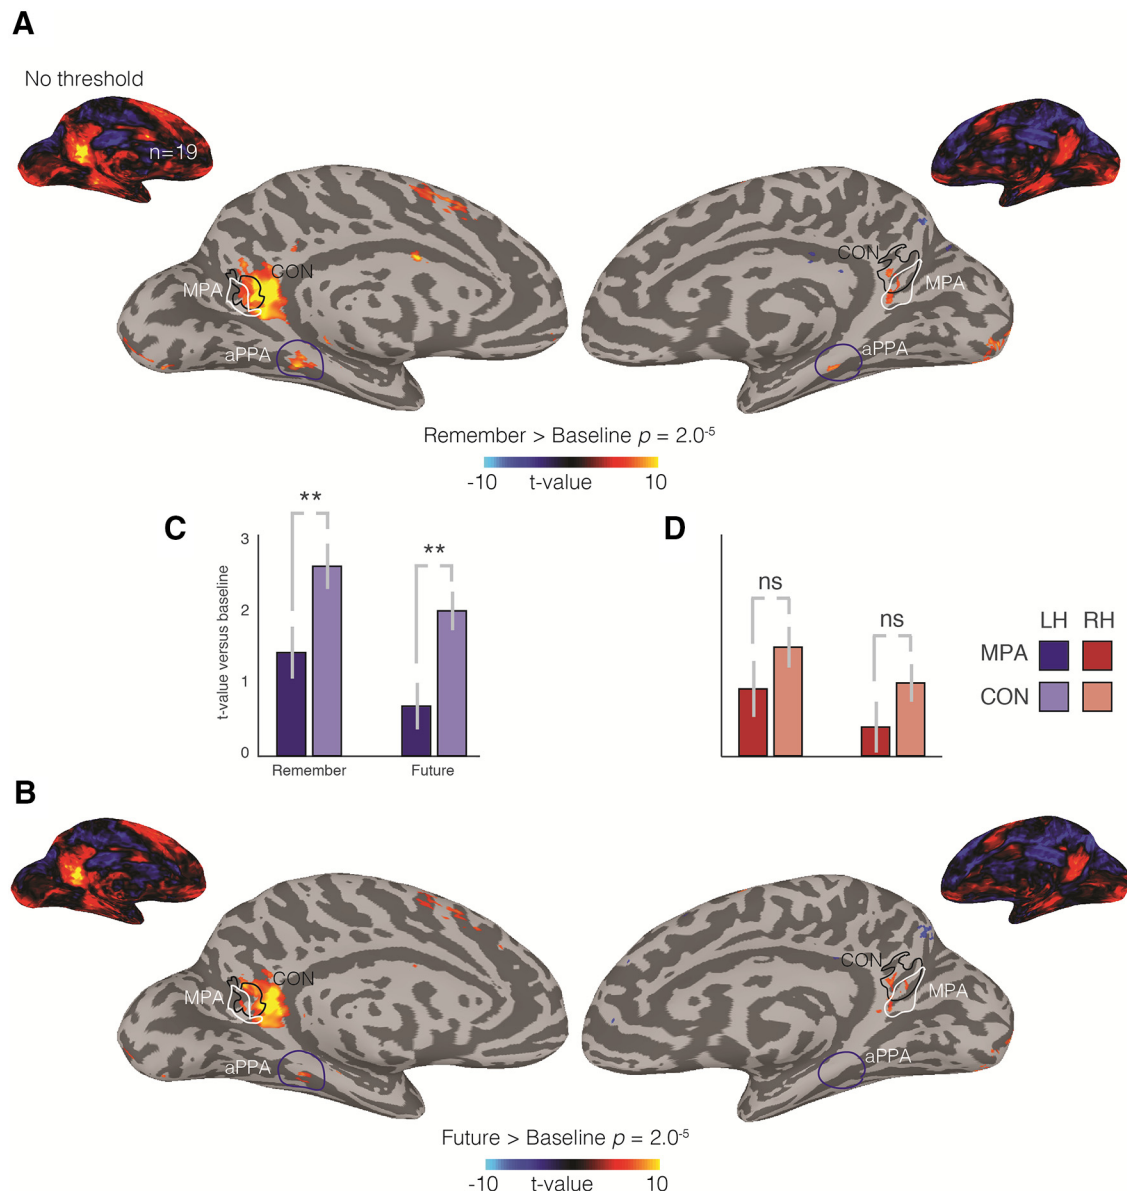 A
No threshold
n=19
CON
MPA
aPPA
CON
MPA
aPPA
Remember > Baseline p = 2.0-5
-10 t-value 10
C
**
**
3
2
1
0
t-value versus baseline
Remember Future
D
ns
ns
LH RH
MPA
CON
B
CON
MPA
aPPA
CON
MPA
aPPA
Future > Baseline p = 2.0-5
-10 t-value 10